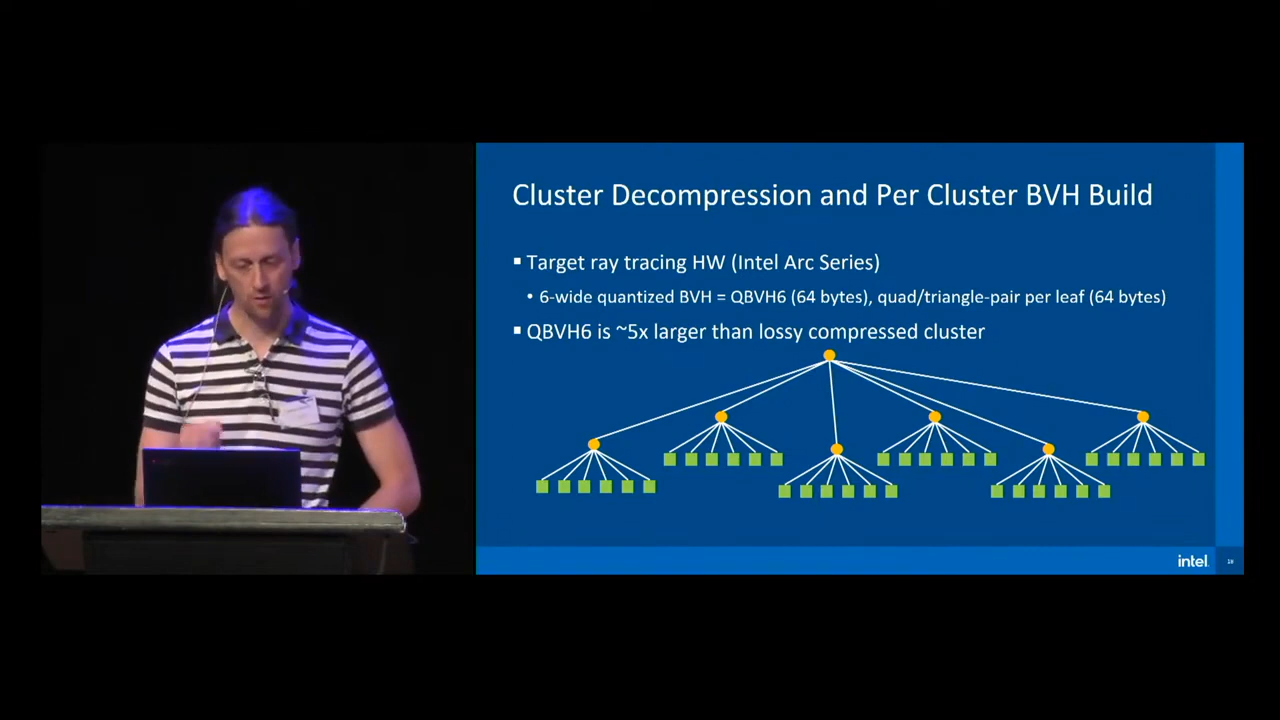 Cluster Decompression and Per Cluster BVH Build
▪ Target ray tracing HW (Intel Arc Series)
• 6-wide quantized BVH = QBVH6 (64 bytes), quad/triangle-pair per leaf (64 bytes)
▪ QBVH6 is ~5x larger than lossy compressed cluster
intel.